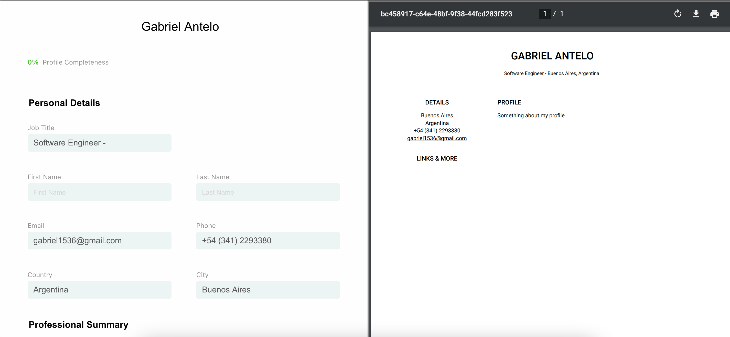 Gabriel Antelo
0% Profile Completeness
Personal Details
Job Title
Software Engineer -
First Name
Last Name
First Name
Last Name
Email
Phone
gabriel1536@gmail.com
+54 (341) 2293380
Country
City
Argentina
Buenos Aires
Professional Summary
bc458917-c64e-48bf-9f38-44fcd283f523
1 / 1
GABRIEL ANTELO
Software Engineer - Buenos Aires, Argentina
DETAILS
Buenos Aires
Argentina
+54 (341) 2293380
gabriel1536@gmail.com
LINKS & MORE
PROFILE
Something about my profile